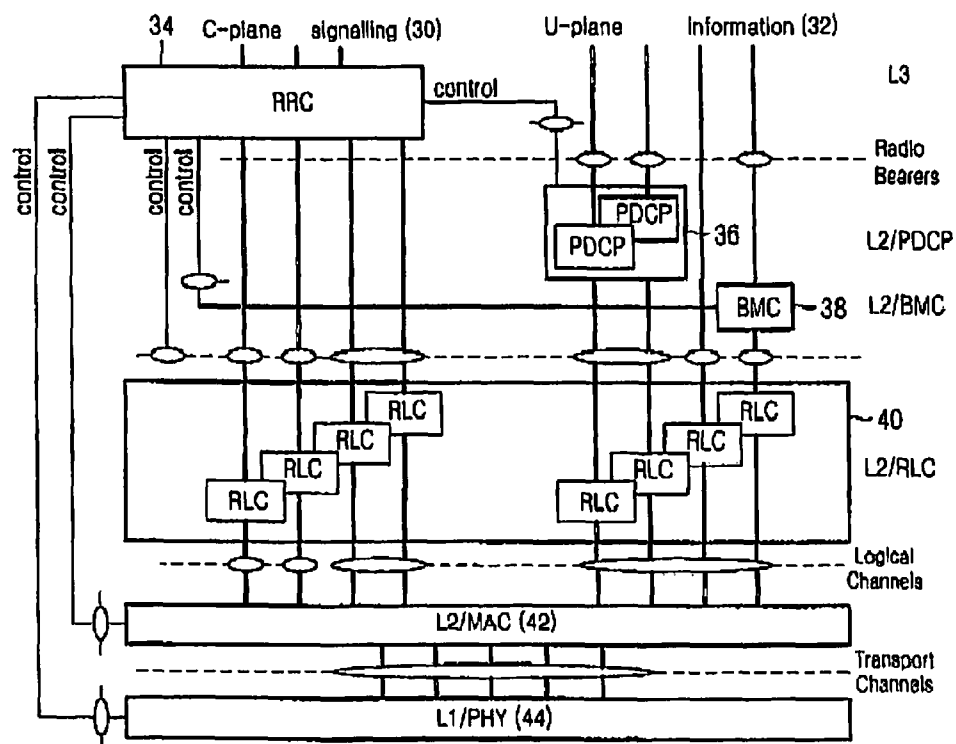 34 C-plane signalling (30) U-plane Information (32)
RRC control L3
control control control control
Radio
Bearers
PDCP
PDCP 36 L2/PDCP
BMC 38 L2/BMC
RLC RLC 40
RLC RLC
RLC RLC L2/RLC
RLC RLC
Logical
Channels
L2/MAC (42)
Transport
Channels
L1/PHY (44)